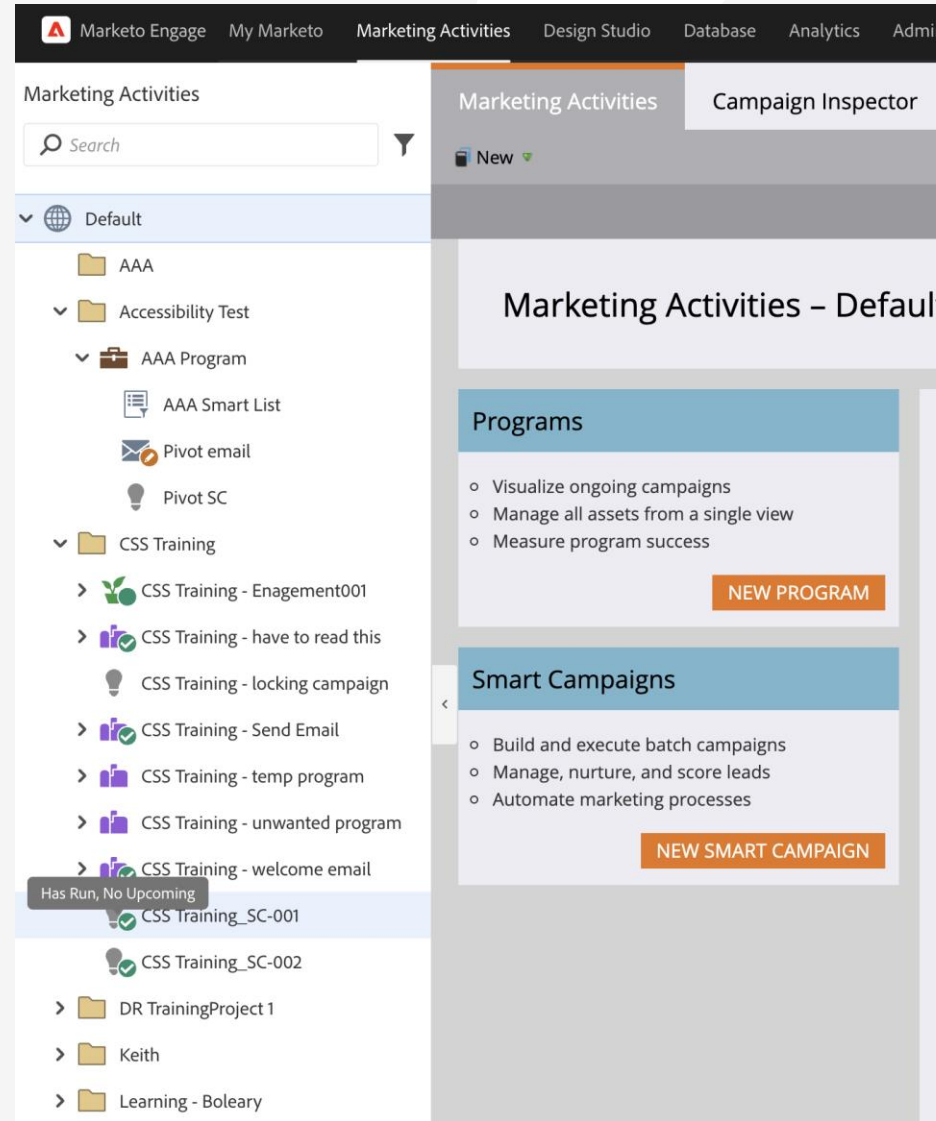 Marketo Engage My Marketo Marketing Activities Design Studio Database Analytics Admi
Marketing Activities
Search
Default
AAA
Accessibility Test
AAA Program
AAA Smart List
Pivot email
Pivot SC
CSS Training
CSS Training - Enagement001
CSS Training - have to read this
CSS Training - locking campaign
CSS Training - Send Email
CSS Training - temp program
CSS Training - unwanted program
CSS Training - welcome email
Has Run, No Upcoming
CSS Training_SC-001
CSS Training_SC-002
DR TrainingProject 1
Keith
Learning - Boleary
Marketing Activities Campaign Inspector
New
Marketing Activities – Defaul
Programs
Visualize ongoing campaigns
Manage all assets from a single view
Measure program success
NEW PROGRAM
Smart Campaigns
Build and execute batch campaigns
Manage, nurture, and score leads
Automate marketing processes
NEW SMART CAMPAIGN